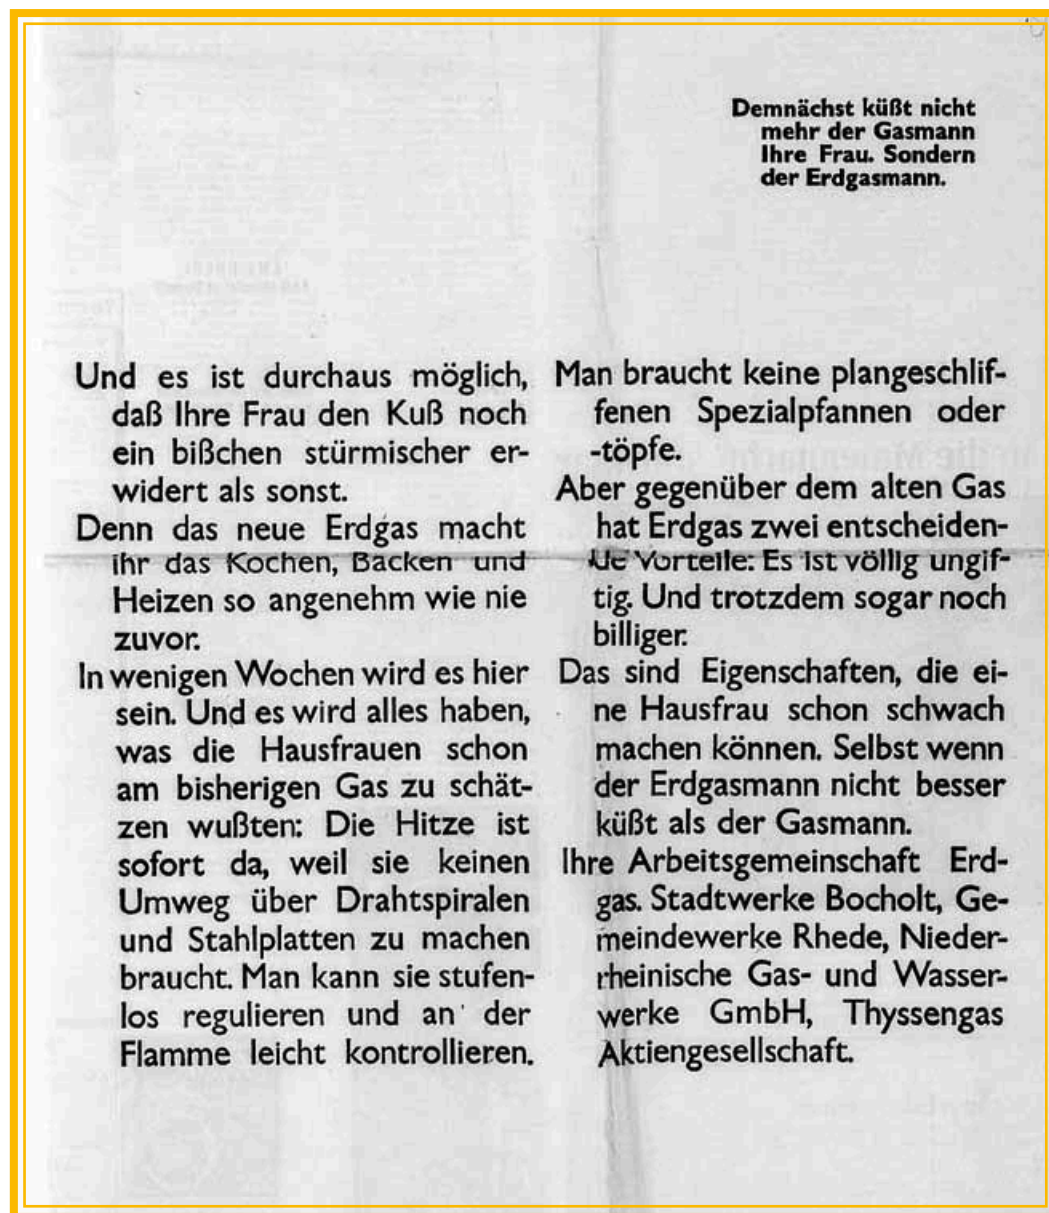 Demnächst küßt nicht
mehr der Gasmann
Ihre Frau. Sondern
der Erdgasmann.
Und es ist durchaus möglich,
daß Ihre Frau den Kuß noch
ein bißchen stürmischer er-
widert als sonst.
Denn das neue Erdgas macht
ihr das Kochen, Backen und
Heizen so angenehm wie nie
zuvor.
In wenigen Wochen wird es hier
sein. Und es wird alles haben,
was die Hausfrauen schon
am bisherigen Gas zu schät-
zen wußten: Die Hitze ist
sofort da, weil sie keinen
Umweg über Drahtspiralen
und Stahlplatten zu machen
braucht. Man kann sie stufen-
los regulieren und an der
Flamme leicht kontrollieren.
Man braucht keine plangeschlif-
fenen Spezialpfannen oder
-töpfe.
Aber gegenüber dem alten Gas
hat Erdgas zwei entscheiden-
de Vorteile: Es ist völlig ungif-
tig. Und trotzdem sogar noch
billiger.
Das sind Eigenschaften, die ei-
ne Hausfrau schon schwach
machen können. Selbst wenn
der Erdgasmann nicht besser
küßt als der Gasmann.
Ihre Arbeitsgemeinschaft Erd-
gas. Stadtwerke Bocholt, Ge-
meindewerke Rhede, Nieder-
rheinische Gas- und Wasser-
werke GmbH, Thyssengas
Aktiengesellschaft.